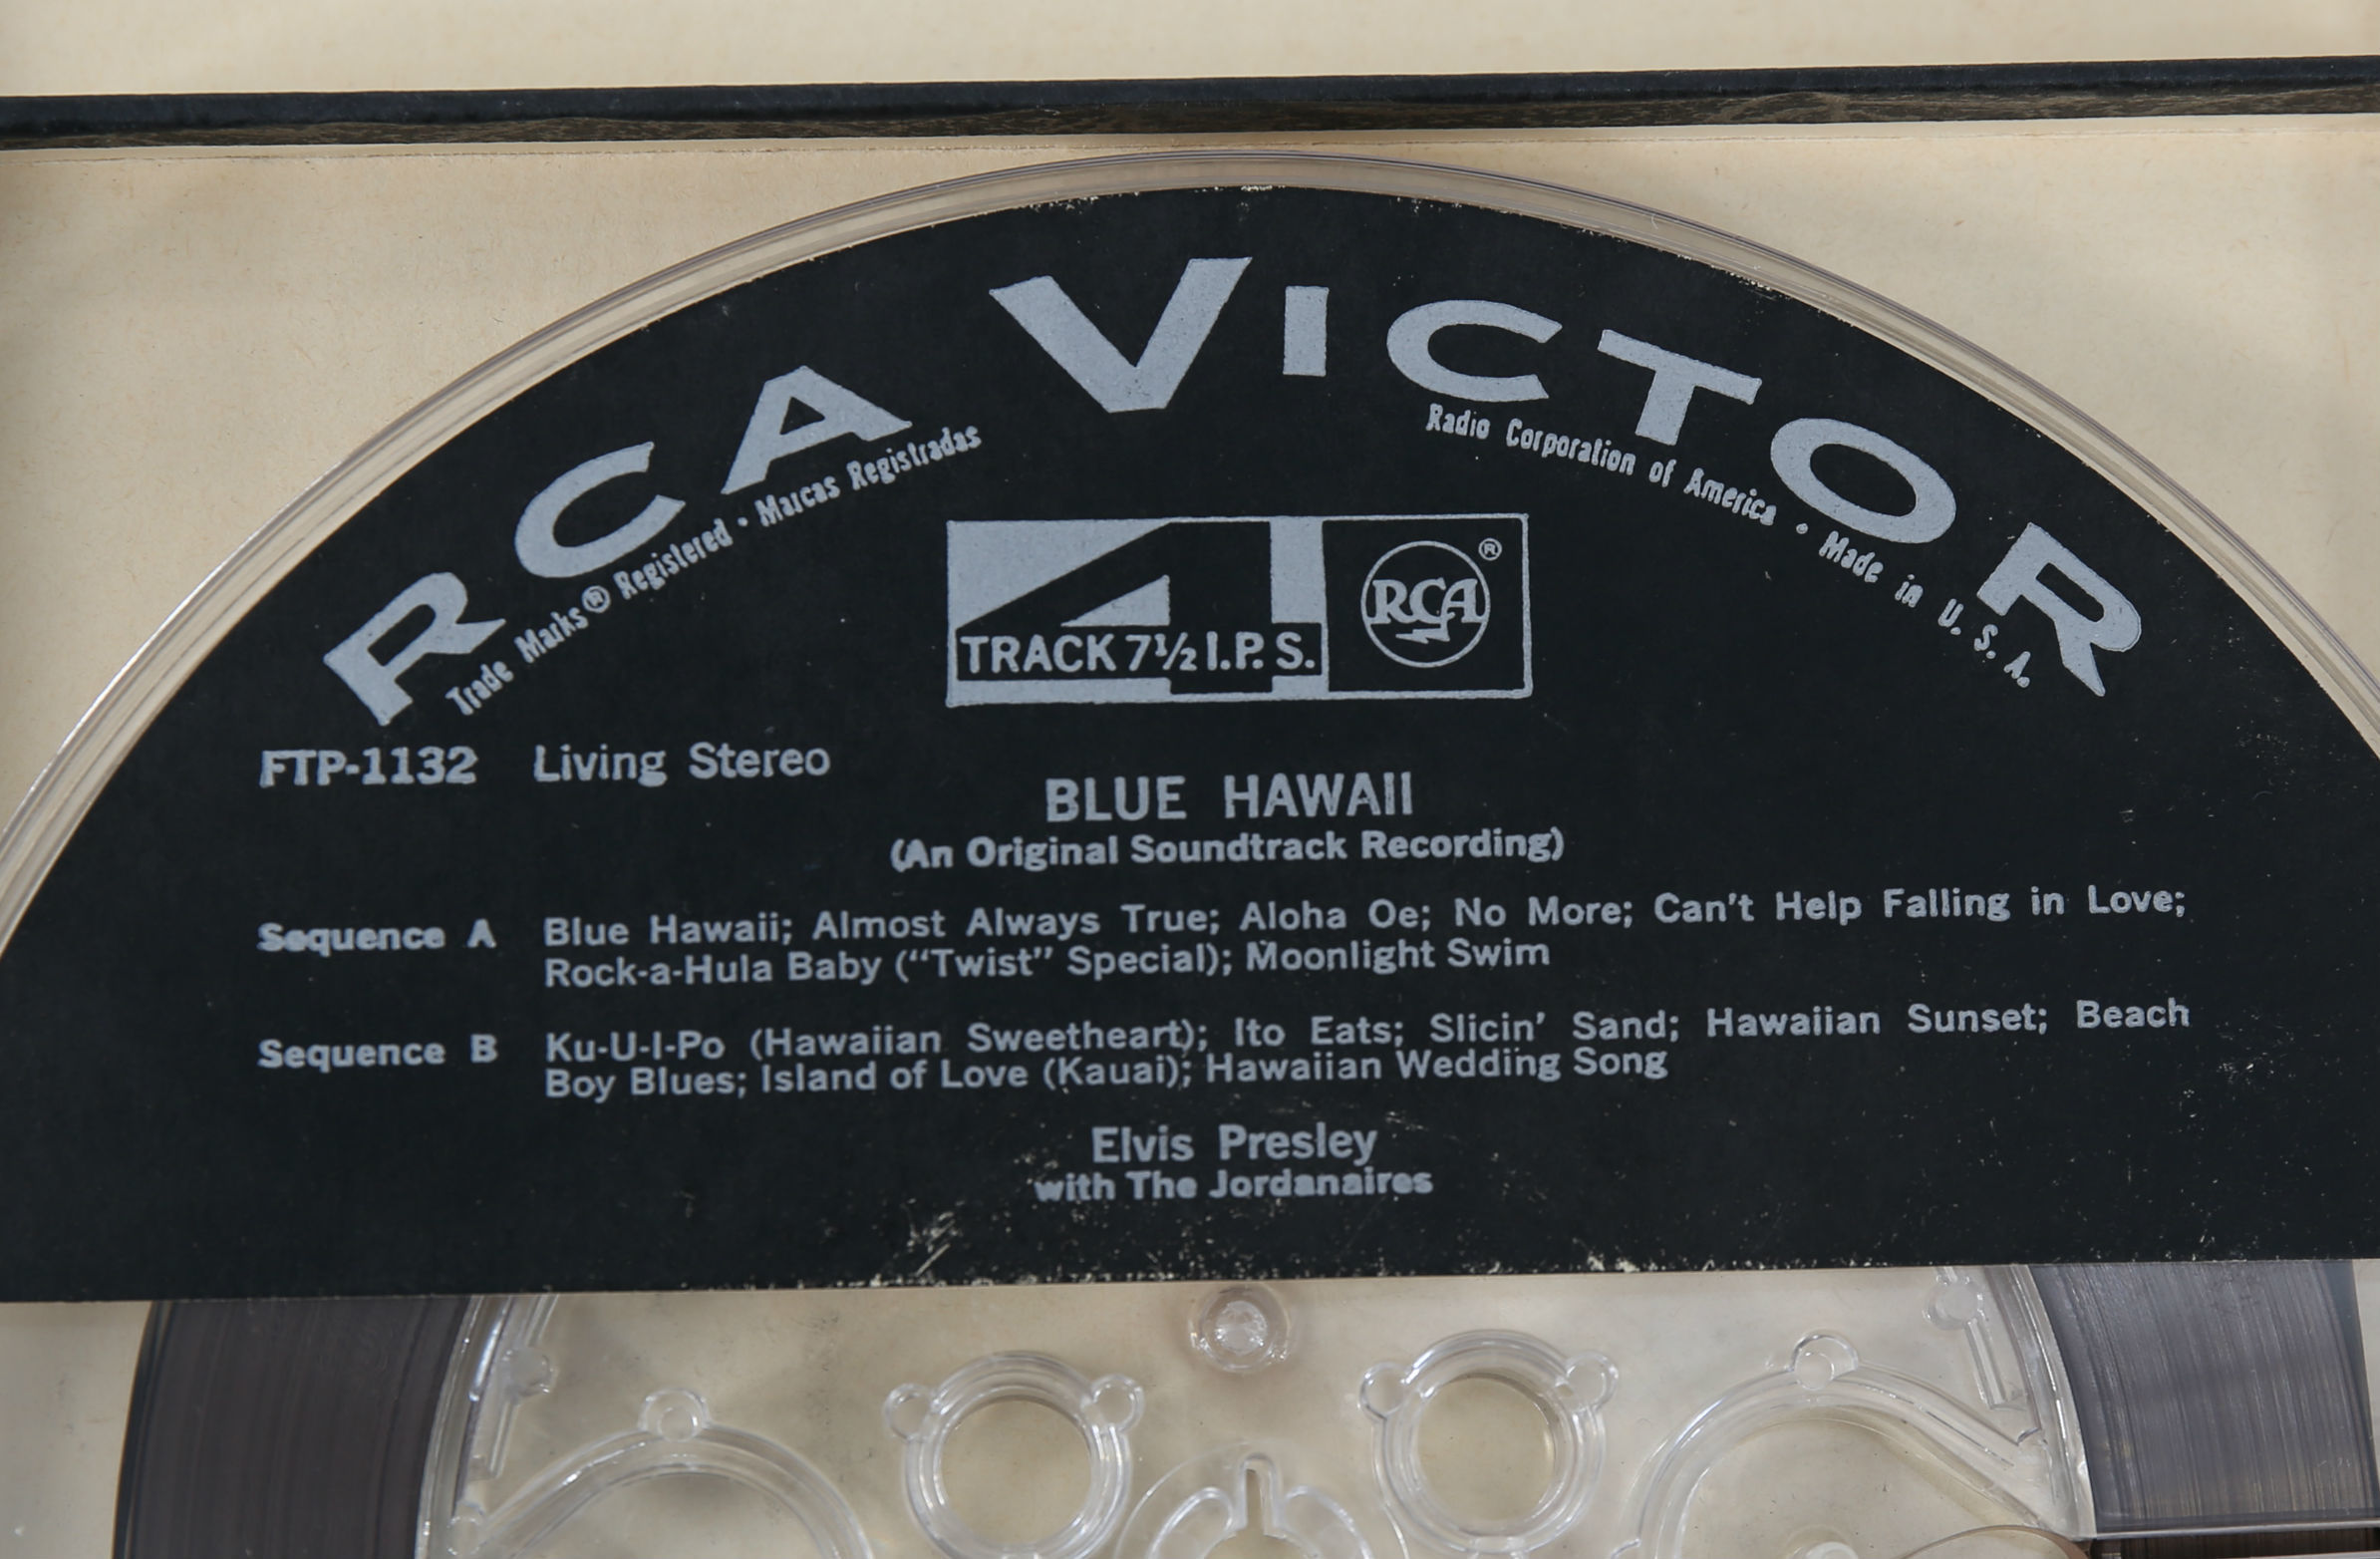 RCA VICTOR
Trade Marks ® Registered • Marcas Registradas
Radio Corporation of America • Made in U. S. A.
4
TRACK 7½ I.P.S.
RCA ®
FTP-1132 Living Stereo
BLUE HAWAII
(An Original Soundtrack Recording)
Sequence A Blue Hawaii; Almost Always True; Aloha Oe; No More; Can't Help Falling in Love;
Rock-a-Hula Baby (“Twist” Special); Moonlight Swim
Sequence B Ku-U-I-Po (Hawaiian Sweetheart); Ito Eats; Slicin’ Sand; Hawaiian Sunset; Beach
Boy Blues; Island of Love (Kauai); Hawaiian Wedding Song
Elvis Presley
with The Jordanaires